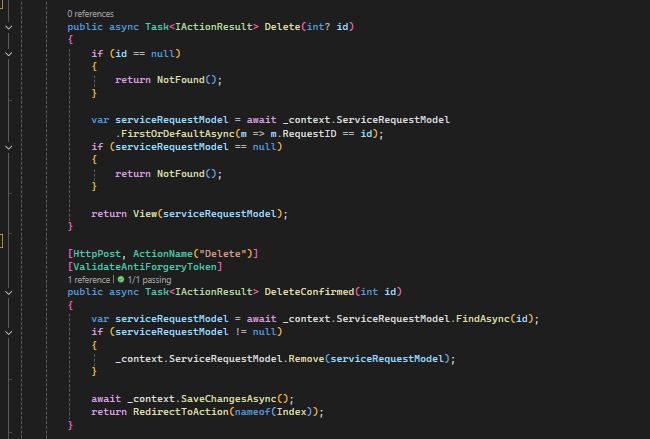 0 references
public async Task<IActionResult> Delete(int? id)
{
if (id == null)
{
return NotFound();
}
var serviceRequestModel = await _context.ServiceRequestModel
.FirstOrDefaultAsync(m => m.RequestID == id);
if (serviceRequestModel == null)
{
return NotFound();
}
return View(serviceRequestModel);
}
[HttpPost, ActionName("Delete")]
[ValidateAntiForgeryToken]
1 reference | 1/1 passing
public async Task<IActionResult> DeleteConfirmed(int id)
{
var serviceRequestModel = await _context.ServiceRequestModel.FindAsync(id);
if (serviceRequestModel != null)
{
_context.ServiceRequestModel.Remove(serviceRequestModel);
}
await _context.SaveChangesAsync();
return RedirectToAction(nameof(Index));
}